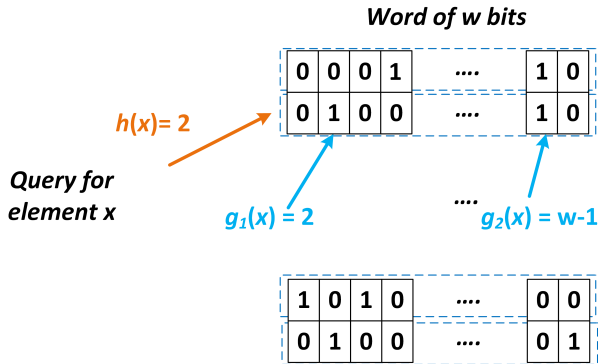 Word of w bits
0 0 0 1 .... 1 0
0 1 0 0 .... 1 0
h(x)= 2
Query for
element x
g₁(x) = 2
....
g₂(x) = w-1
1 0 1 0 .... 0 0
0 1 0 0 .... 0 1